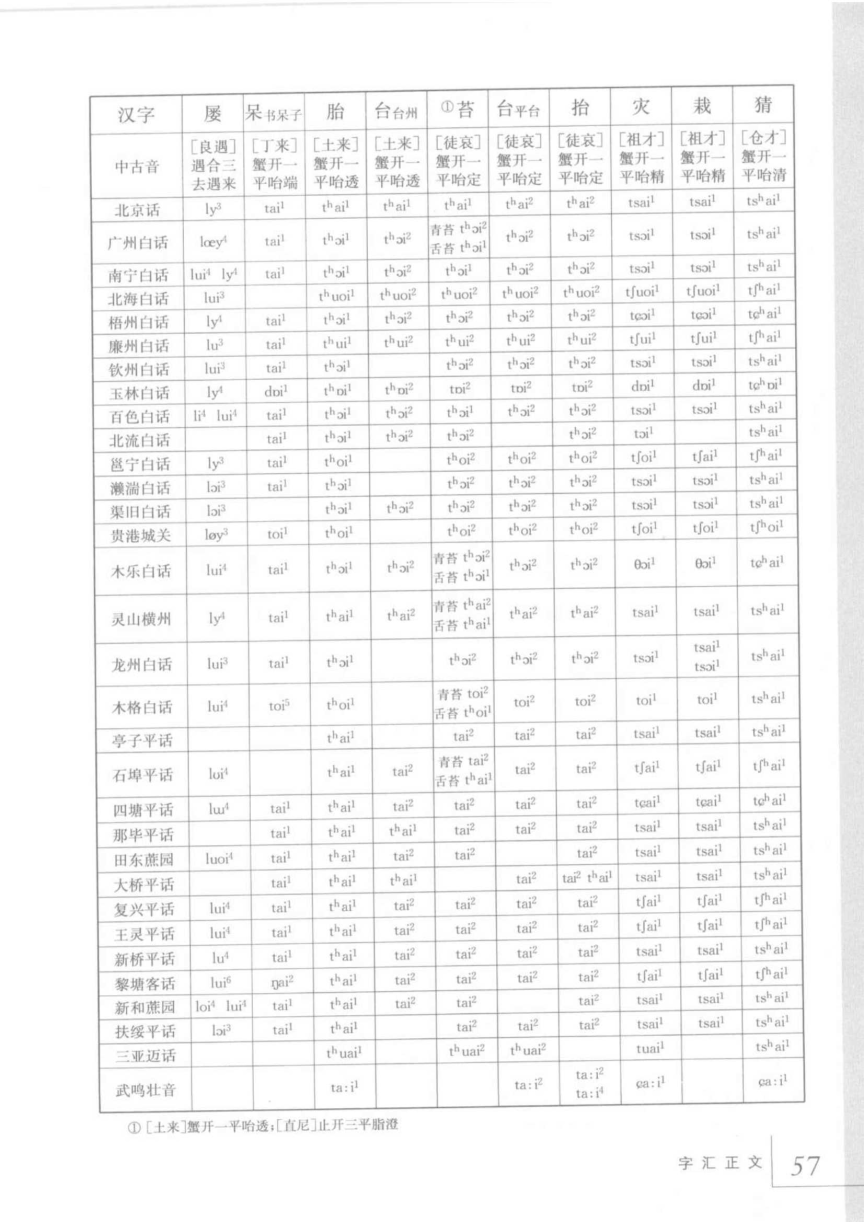 汉字 屡 呆书呆子 胎 台台州 ①苔 台平台 抬 灾 栽 猜
中古音 [良遇]遇合三去遇来 [丁来]蟹开一平咍端 [土来]蟹开一平咍透 [土来]蟹开一平咍透 [徒哀]蟹开一平咍定 [徒哀]蟹开一平咍定 [徒哀]蟹开一平咍定 [祖才]蟹开一平咍精 [祖才]蟹开一平咍精 [仓才]蟹开一平咍清
北京话 ly³ tai¹ tʰai¹ tʰai¹ tʰai¹ tʰai² tʰai² tsai¹ tsai¹ tsʰai¹
广州白话 lœy⁴ tai¹ tʰɔi¹ tʰɔi² 青苔 tʰɔi² 舌苔 tʰɔi¹ tʰɔi² tʰɔi² tsɔi¹ tsɔi¹ tsʰai¹
南宁白话 lui⁴ ly⁴ tai¹ tʰɔi¹ tʰɔi² tʰɔi¹ tʰɔi² tʰɔi² tsɔi¹ tsɔi¹ tsʰai¹
北海白话 lui³ tʰuoi¹ tʰuoi² tʰuoi² tʰuoi² tʰuoi² tʃuoi¹ tʃuoi¹ tʃʰai¹
梧州白话 ly⁴ tai¹ tʰɔi¹ tʰɔi² tʰɔi² tʰɔi² tʰɔi² tɕɔi¹ tɕɔi¹ tɕʰai¹
廉州白话 lu³ tai¹ tʰui¹ tʰui² tʰui² tʰui² tʰui² tʃui¹ tʃui¹ tʃʰai¹
钦州白话 lui³ tai¹ tʰɔi¹ tʰɔi² tʰɔi² tʰɔi² tsɔi¹ tsɔi¹ tsʰai¹
玉林白话 ly⁴ dɒi¹ tʰɒi¹ tʰɒi² tɒi² tɒi² tɒi² dɒi¹ dɒi¹ tɕʰɒi¹
百色白话 li⁴ lui⁴ tai¹ tʰɔi¹ tʰɔi² tʰɔi¹ tʰɔi² tʰɔi² tsɔi¹ tsɔi¹ tsʰai¹
北流白话 tai¹ tʰɔi¹ tʰɔi² tʰɔi² tʰɔi² tɔi¹ tsʰai¹
邕宁白话 ly³ tai¹ tʰoi¹ tʰoi² tʰoi² tʰoi² tʃoi¹ tʃai¹ tʃʰai¹
濑湍白话 lɔi³ tai¹ tʰɔi¹ tʰɔi² tʰɔi² tʰɔi² tsɔi¹ tsɔi¹ tsʰai¹
渠旧白话 lɔi³ tʰɔi¹ tʰɔi² tʰɔi² tʰɔi² tʰɔi² tsɔi¹ tsɔi¹ tsʰai¹
贵港城关 løy³ toi¹ tʰoi¹ tʰoi² tʰoi² tʰoi² tʃoi¹ tʃoi¹ tʃʰoi¹
木乐白话 lui⁴ tai¹ tʰɔi¹ tʰɔi² 青苔 tʰɔi² 舌苔 tʰɔi¹ tʰɔi² tʰɔi² θɔi¹ θɔi¹ tɕʰai¹
灵山横州 ly⁴ tai¹ tʰai¹ tʰai² 青苔 tʰai² 舌苔 tʰai¹ tʰai² tʰai² tsai¹ tsai¹ tsʰai¹
龙州白话 lui³ tai¹ tʰɔi¹ tʰɔi² tʰɔi² tʰɔi² tsɔi¹ tsai¹ tsɔi¹ tsʰai¹
木格白话 lui⁴ toi⁵ tʰoi¹ 青苔 toi² 舌苔 tʰoi¹ toi² toi² toi¹ toi¹ tsʰai¹
亭子平话 tʰai¹ tai² tai² tai² tsai¹ tsai¹ tsʰai¹
石埠平话 loi⁴ tʰai¹ tai² 青苔 tai² 舌苔 tʰai¹ tai² tai² tʃai¹ tʃai¹ tʃʰai¹
四塘平话 lɯ⁴ tai¹ tʰai¹ tai² tai² tai² tai² tɕai¹ tɕai¹ tɕʰai¹
那毕平话 tai¹ tʰai¹ tʰai¹ tai² tai² tai² tsai¹ tsai¹ tsʰai¹
田东蔗园 luoi⁴ tai¹ tʰai¹ tai² tai² tai² tsai¹ tsai¹ tsʰai¹
大桥平话 tai¹ tʰai¹ tʰai¹ tai² tai² tʰai¹ tsai¹ tsai¹ tsʰai¹
复兴平话 lui⁴ tai¹ tʰai¹ tai² tai² tai² tai² tʃai¹ tʃai¹ tʃʰai¹
王灵平话 lui⁴ tai¹ tʰai¹ tai² tai² tai² tai² tʃai¹ tʃai¹ tʃʰai¹
新桥平话 lu⁴ tai¹ tʰai¹ tai² tai² tai² tai² tsai¹ tsai¹ tsʰai¹
黎塘客话 lui⁶ ŋai² tʰai¹ tai² tai² tai² tai² tʃai¹ tʃai¹ tʃʰai¹
新和蔗园 loi⁴ lui⁴ tai¹ tʰai¹ tai² tai² tai² tsai¹ tsai¹ tsʰai¹
扶绥平话 lɔi³ tai¹ tʰai¹ tai² tai² tai² tsai¹ tsai¹ tsʰai¹
三亚迈话 tʰuai¹ tʰuai² tʰuai² tuai¹ tsʰai¹
武鸣壮音 ta:i¹ ta:i² ta:i² ta:i⁴ ɕa:i¹ ɕa:i¹
①[土来]蟹开一平咍透;[直尼]止开三平脂澄
字汇正文 57